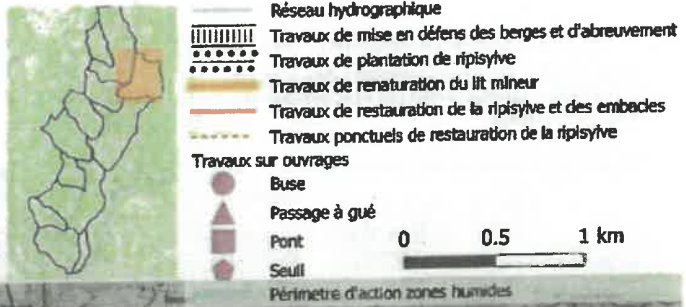 Réseau hydrographique
Travaux de mise en défens des berges et d'abreuvement
Travaux de plantation de ripisylve
Travaux de renaturation du lit mineur
Travaux de restauration de la ripisylve et des embacles
Travaux ponctuels de restauration de la ripisylve
Travaux sur ouvrages
Buse
Passage à gué
Pont
0 0.5 1 km
Seuil
Périmetre d'action zones humides